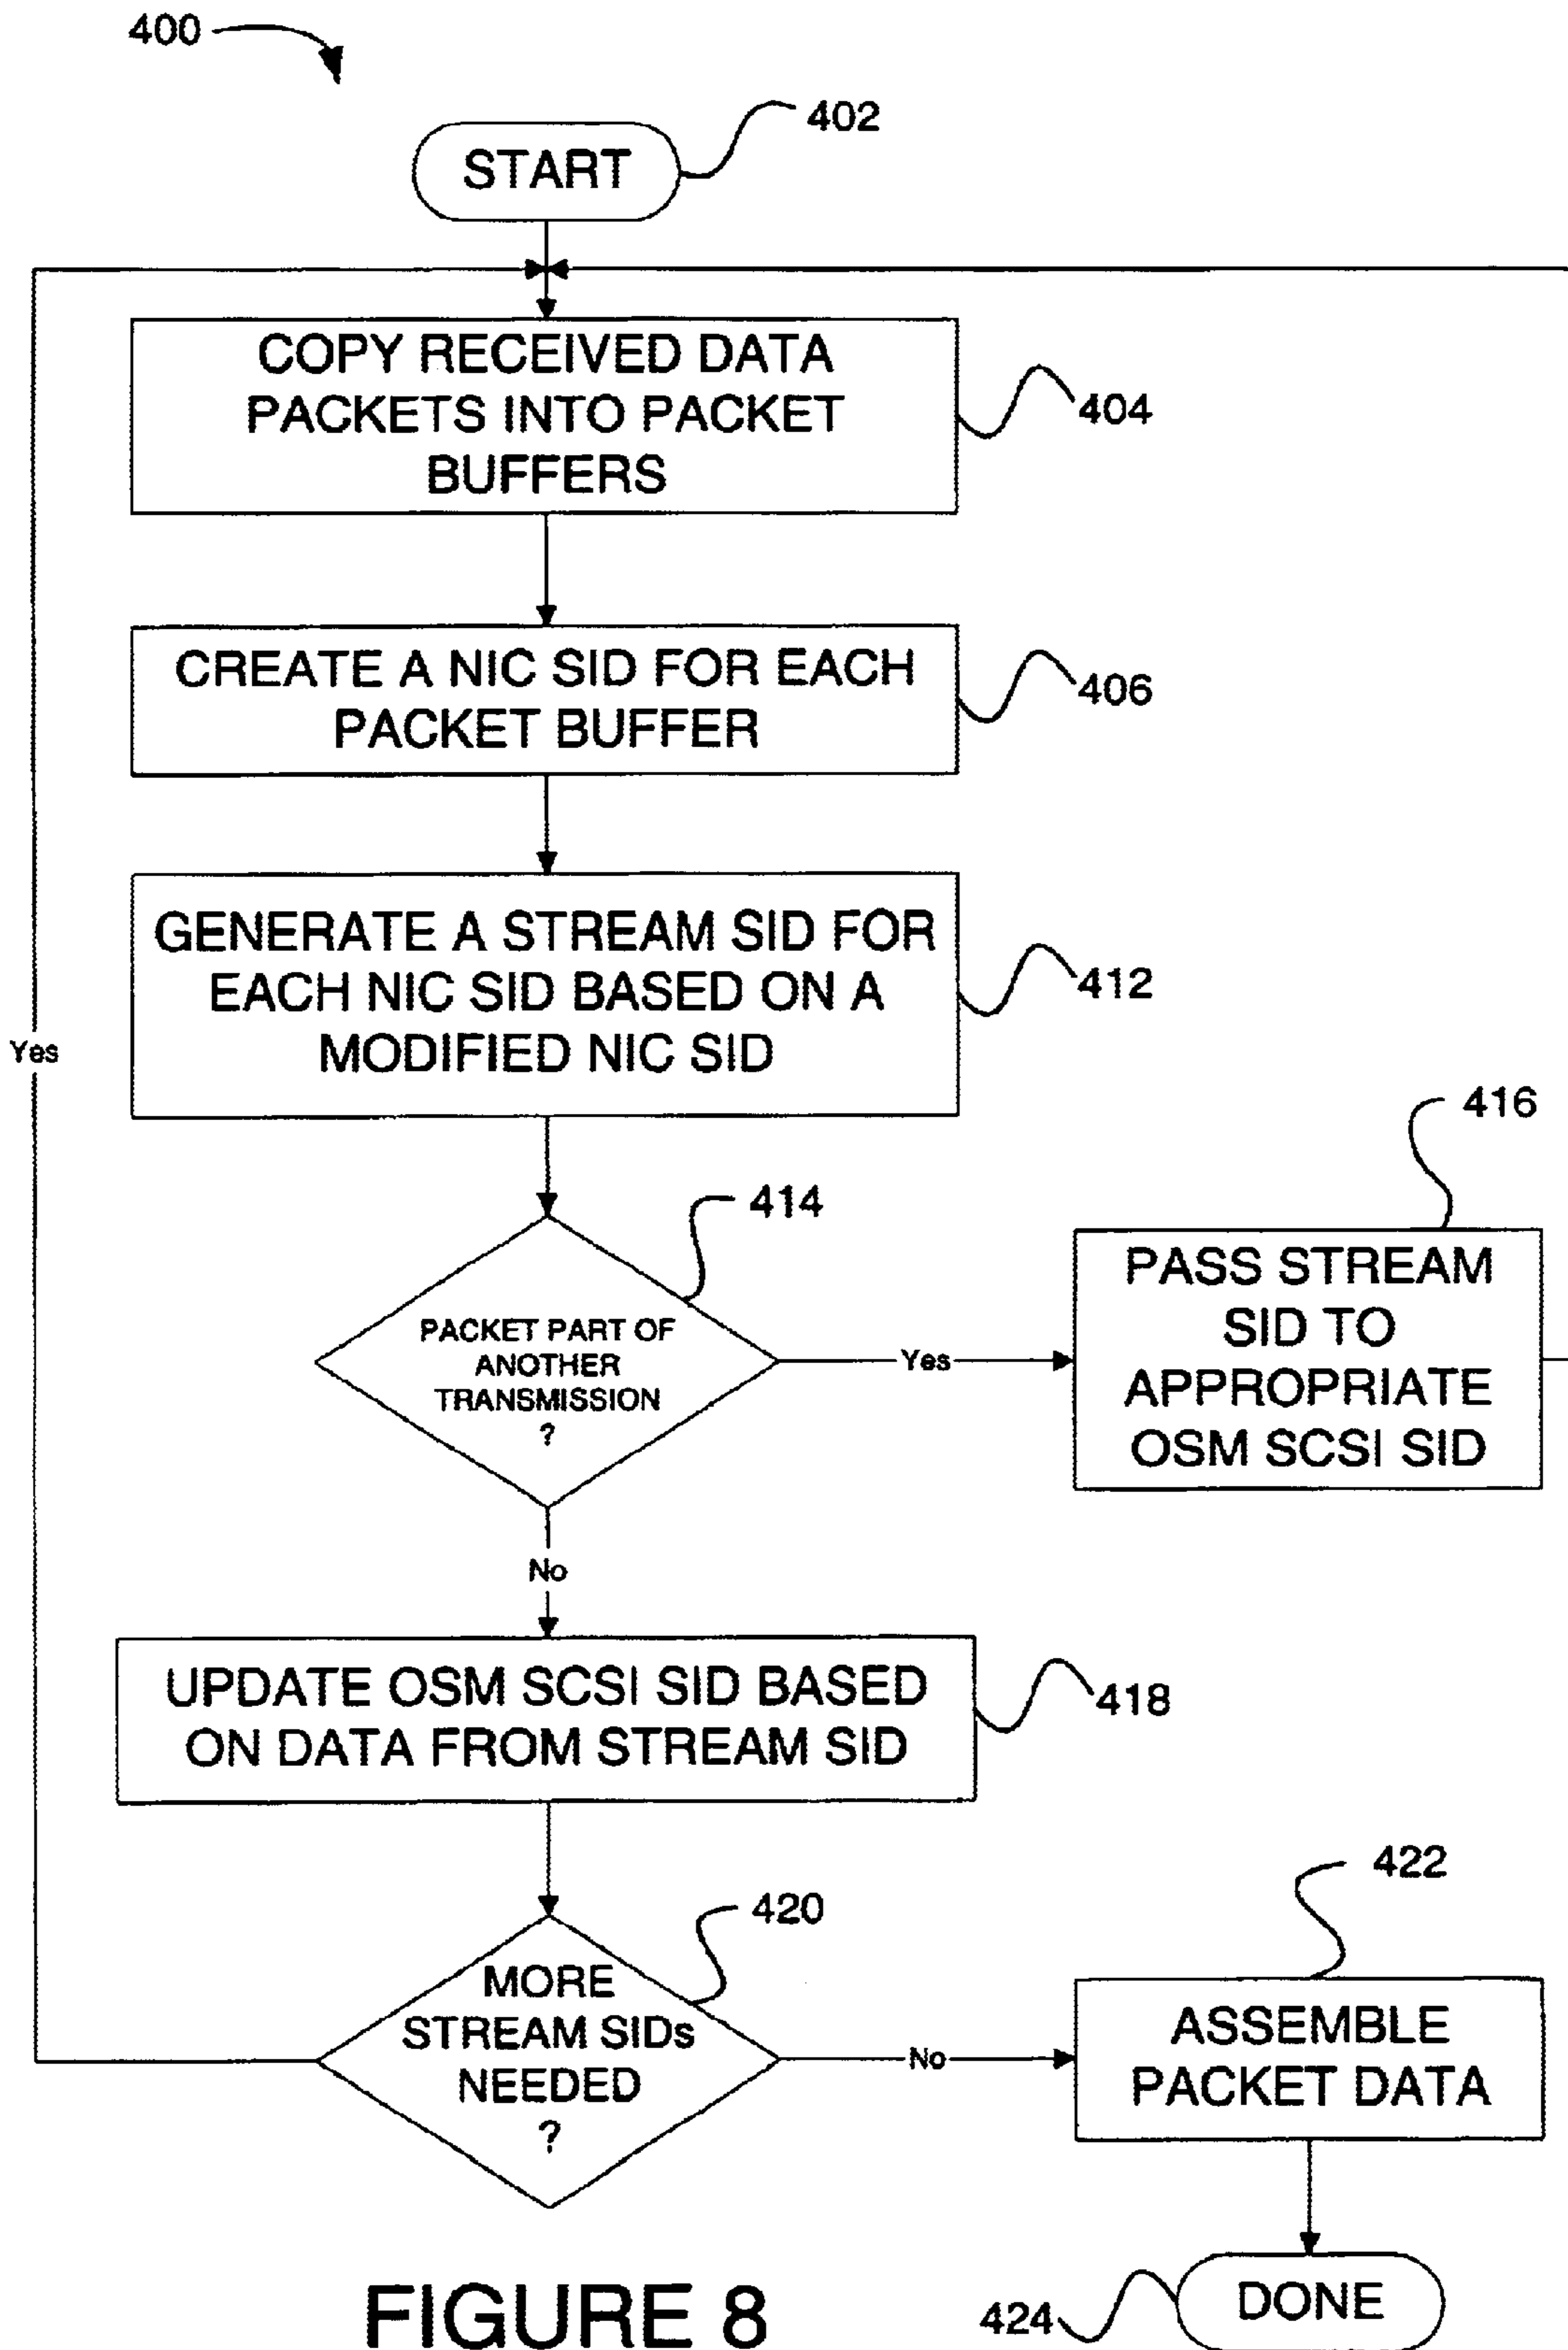 400
402
START
COPY RECEIVED DATA
PACKETS INTO PACKET
BUFFERS
404
CREATE A NIC SID FOR EACH
PACKET BUFFER
406
GENERATE A STREAM SID FOR
EACH NIC SID BASED ON A
MODIFIED NIC SID
412
Yes
414
PACKET PART OF
ANOTHER
TRANSMISSION
?
Yes
416
PASS STREAM
SID TO
APPROPRIATE
OSM SCSI SID
No
UPDATE OSM SCSI SID BASED
ON DATA FROM STREAM SID
418
420
MORE
STREAM SIDs
NEEDED
?
No
422
ASSEMBLE
PACKET DATA
424
DONE
FIGURE 8